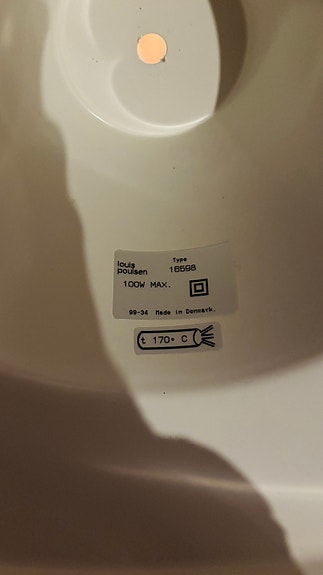 louis
poulsen
Type
16598
100W MAX.
99-34 Made in Denmark.
t 170° C